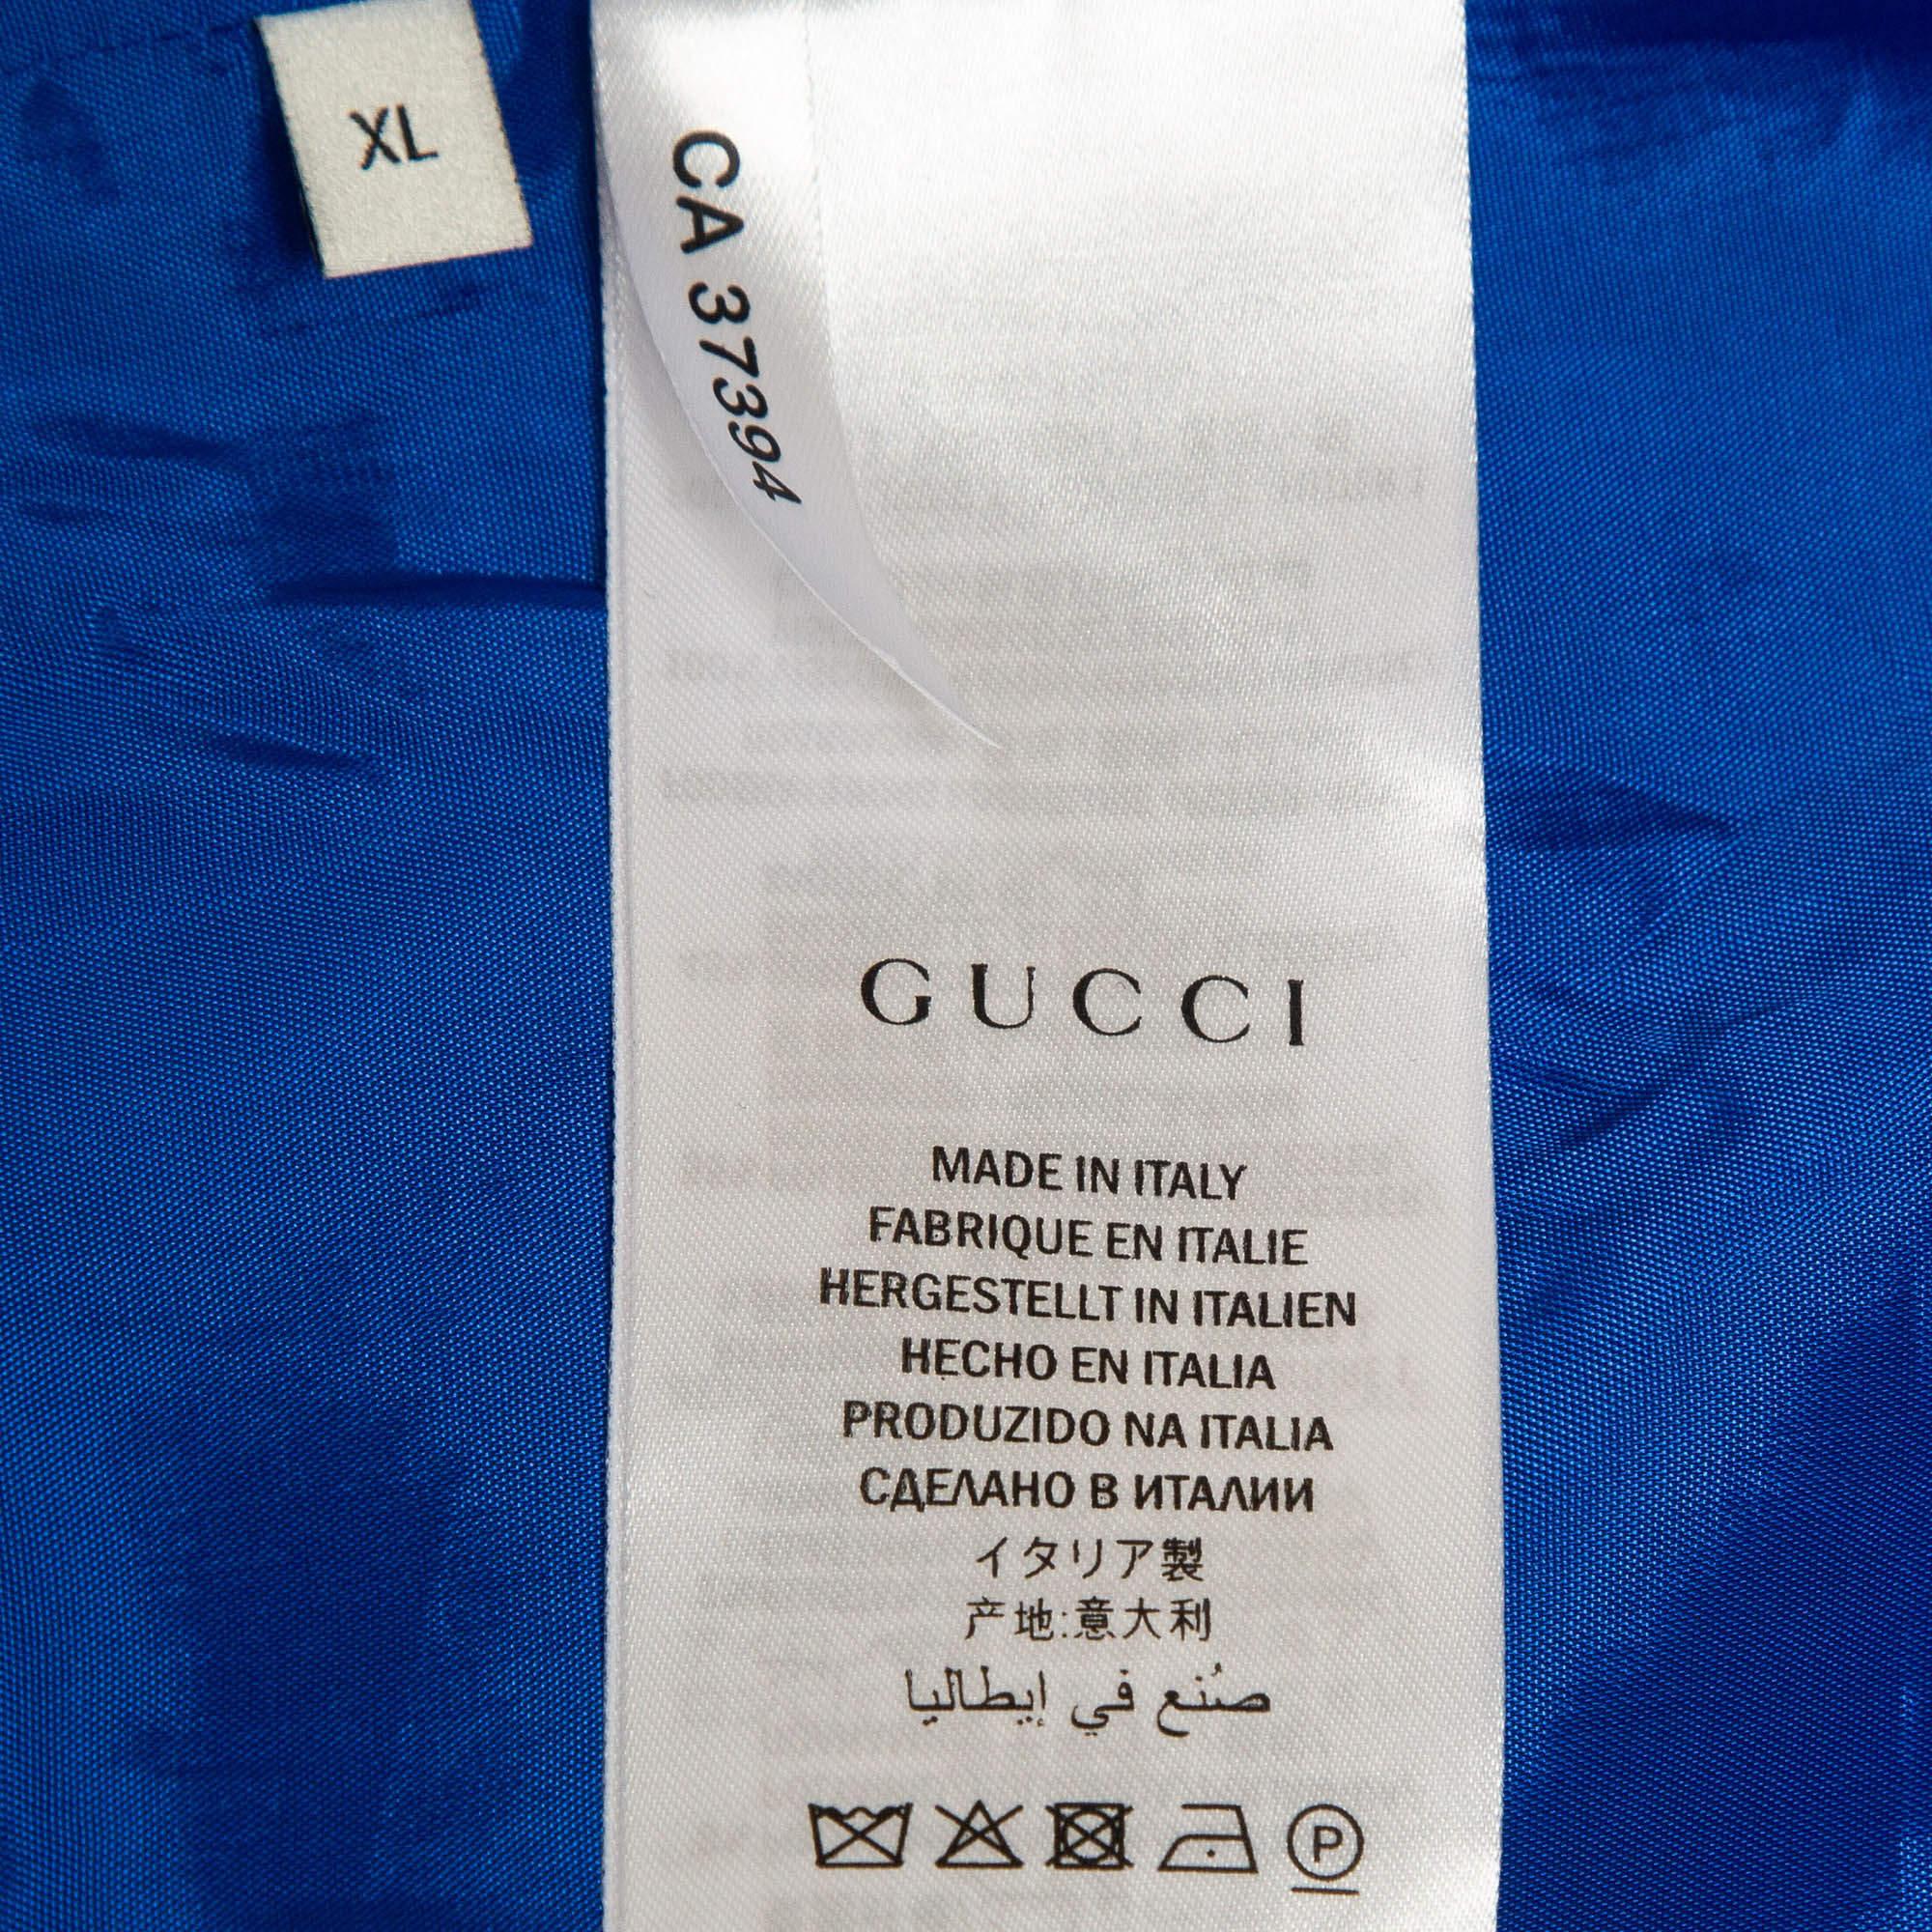 XL
CA 37394
GUCCI
MADE IN ITALY
FABRIQUE EN ITALIE
HERGESTELLT IN ITALIEN
HECHO EN ITALIA
PRODUZIDO NA ITALIA
СДЕЛАНО В ИТАЛИИ
イタリア製
产地:意大利
صُنع في إيطاليا
P